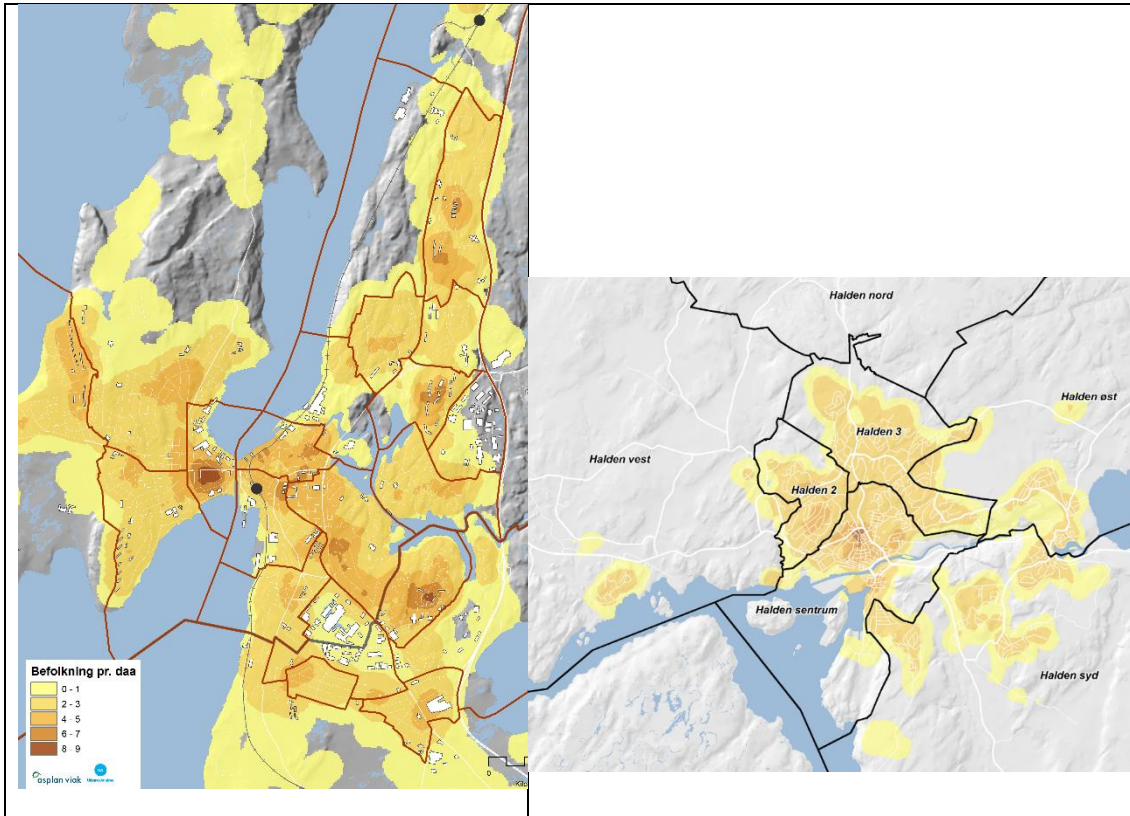 Befolkning pr. daa
0 - 1
2 - 3
4 - 5
6 - 7
8 - 9
asplan viak
0
Halden nord
Halden øst
Halden 3
Halden vest
Halden 2
Halden sentrum
Halden syd